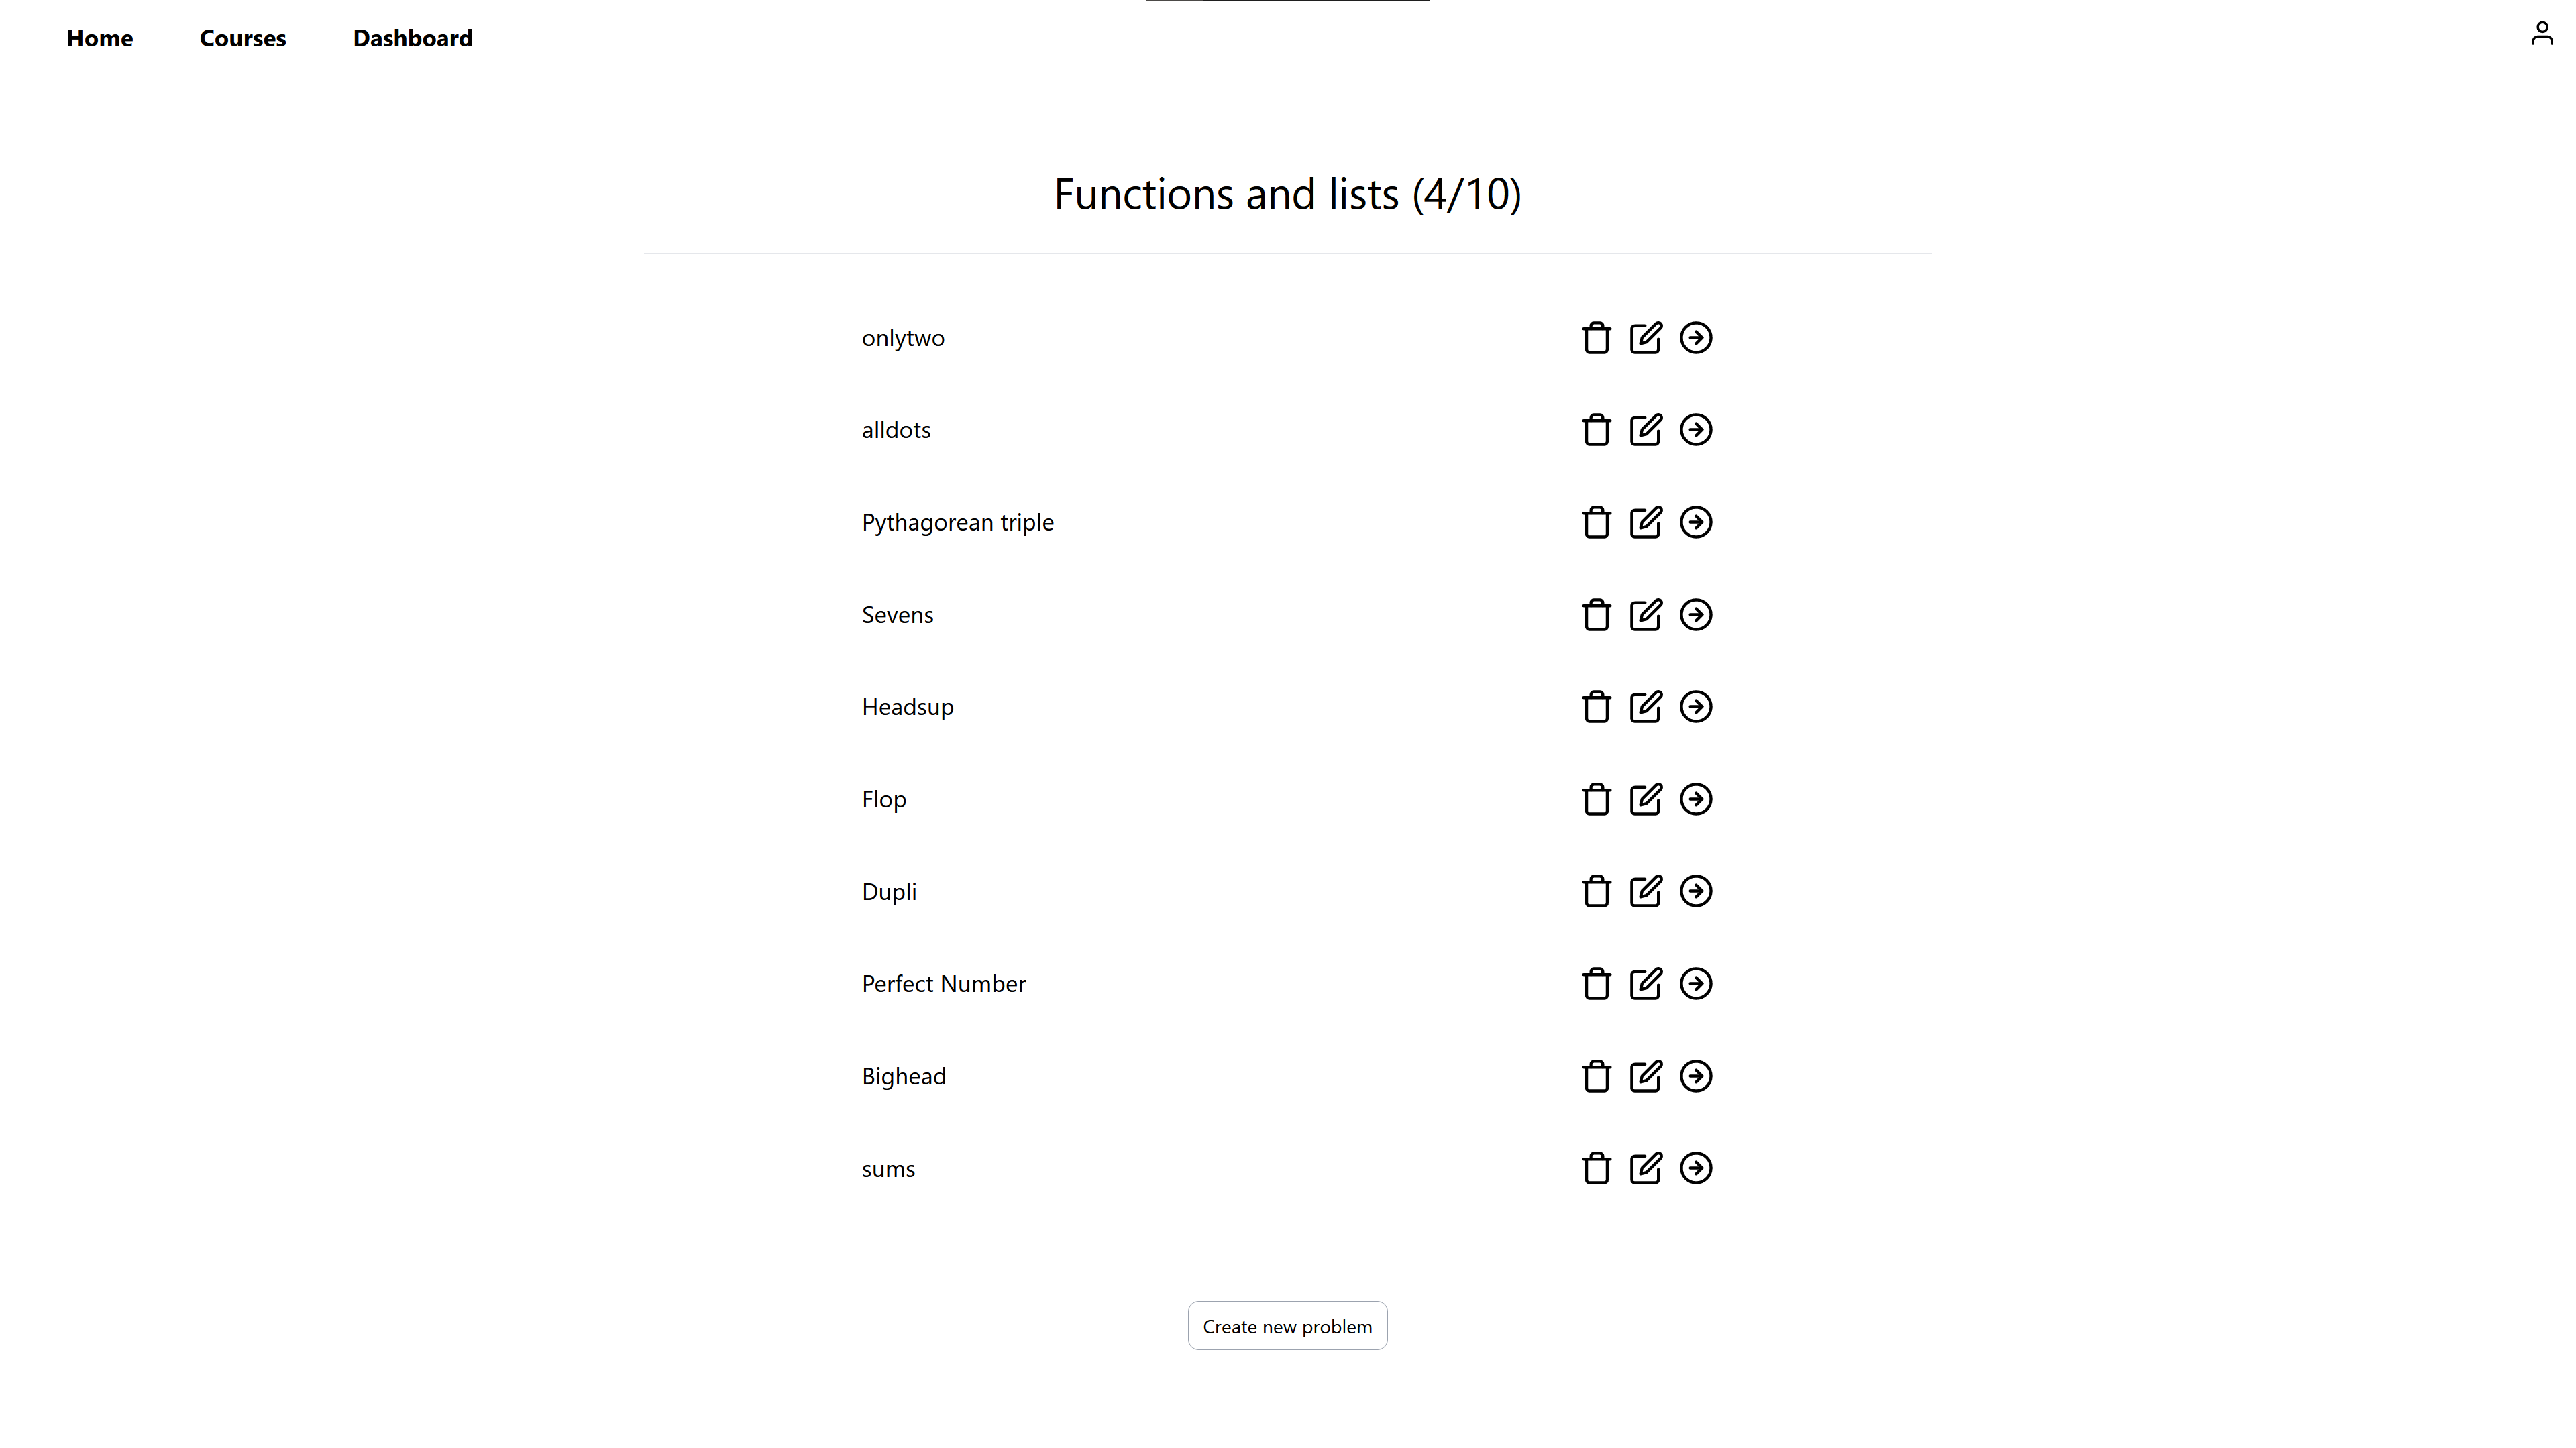 Home Courses Dashboard
Functions and lists (4/10)
onlytwo
alldots
Pythagorean triple
Sevens
Headsup
Flop
Dupli
Perfect Number
Bighead
sums
Create new problem